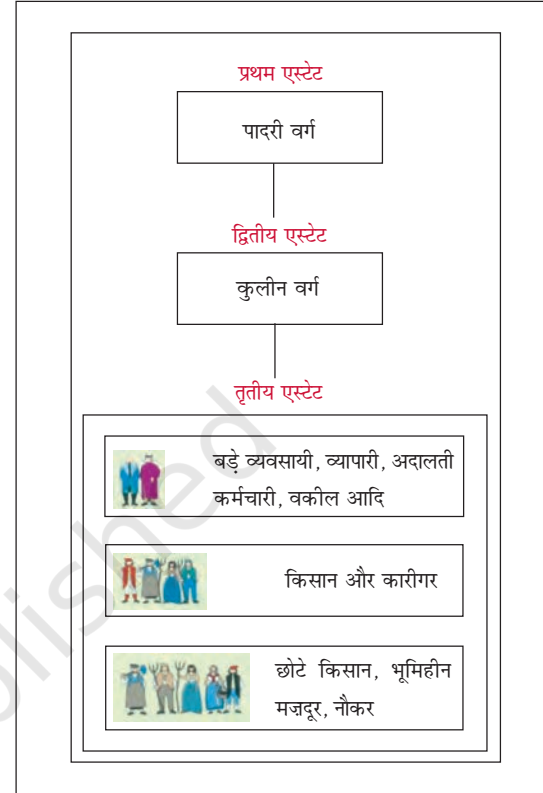 प्रथम एस्टेट
पादरी वर्ग
द्वितीय एस्टेट
कुलीन वर्ग
तृतीय एस्टेट
बड़े व्यवसायी, व्यापारी, अदालती
कर्मचारी, वकील आदि
किसान और कारीगर
छोटे किसान, भूमिहीन
मज़दूर, नौकर